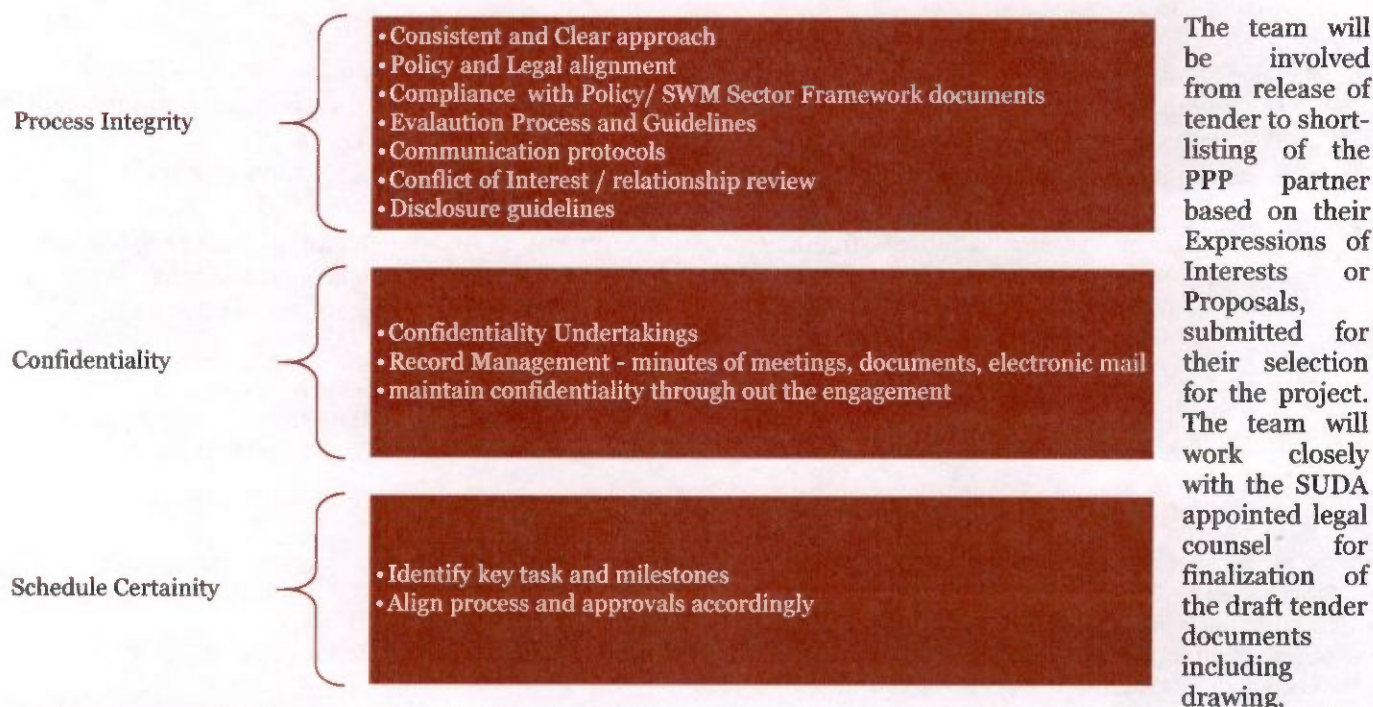 Process Integrity
•Consistent and Clear approach
•Policy and Legal alignment
•Compliance with Policy/ SWM Sector Framework documents
•Evalaution Process and Guidelines
•Communication protocols
•Conflict of Interest / relationship review
•Disclosure guidelines
Confidentiality
•Confidentiality Undertakings
•Record Management - minutes of meetings, documents, electronic mail
•maintain confidentiality through out the engagement
Schedule Certainity
•Identify key task and milestones
•Align process and approvals accordingly
The team will
be involved
from release of
tender to short-
listing of the
PPP partner
based on their
Expressions of
Interests or
Proposals,
submitted for
their selection
for the project.
The team will
work closely
with the SUDA
appointed legal
counsel for
finalization of
the draft tender
documents
including
drawing,